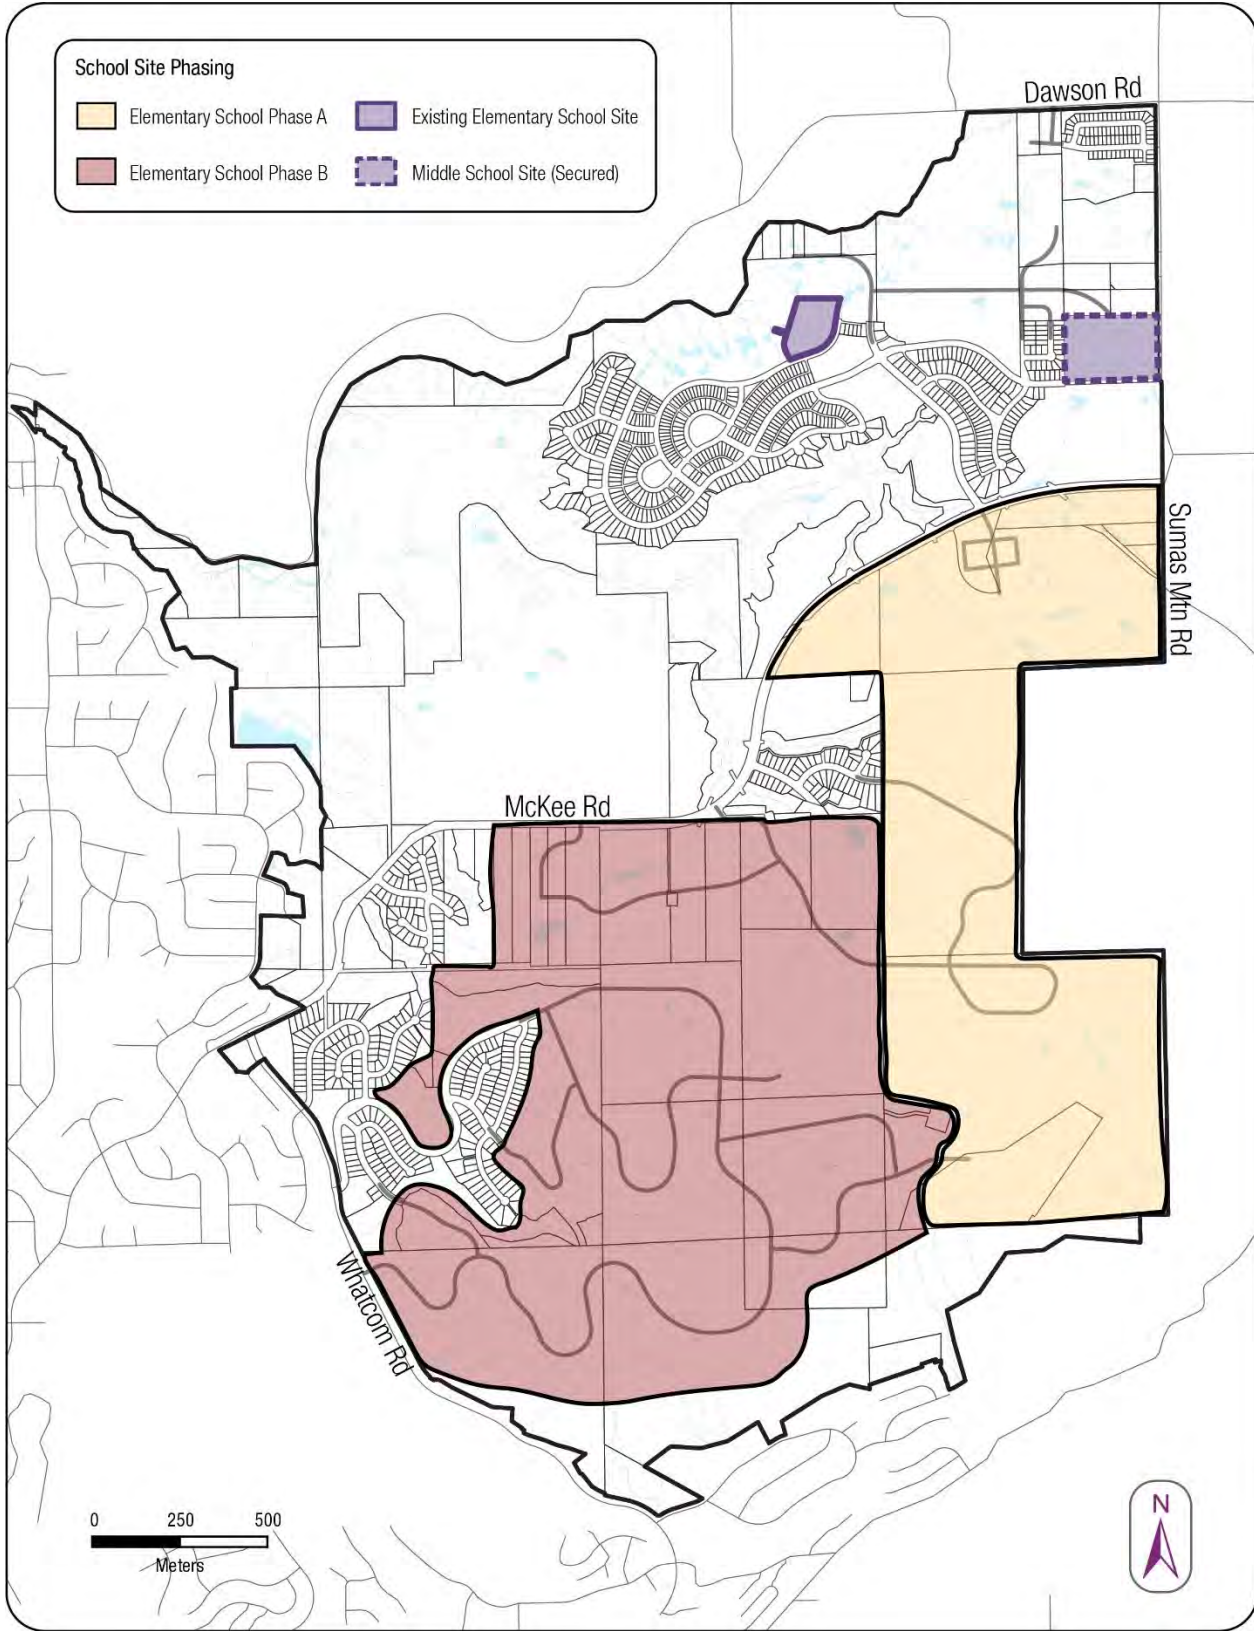 School Site Phasing
Elementary School Phase A
Existing Elementary School Site
Elementary School Phase B
Middle School Site (Secured)
Dawson Rd
Sumas Mtn Rd
McKee Rd
Whatcom Rd
0 250 500
Meters
N